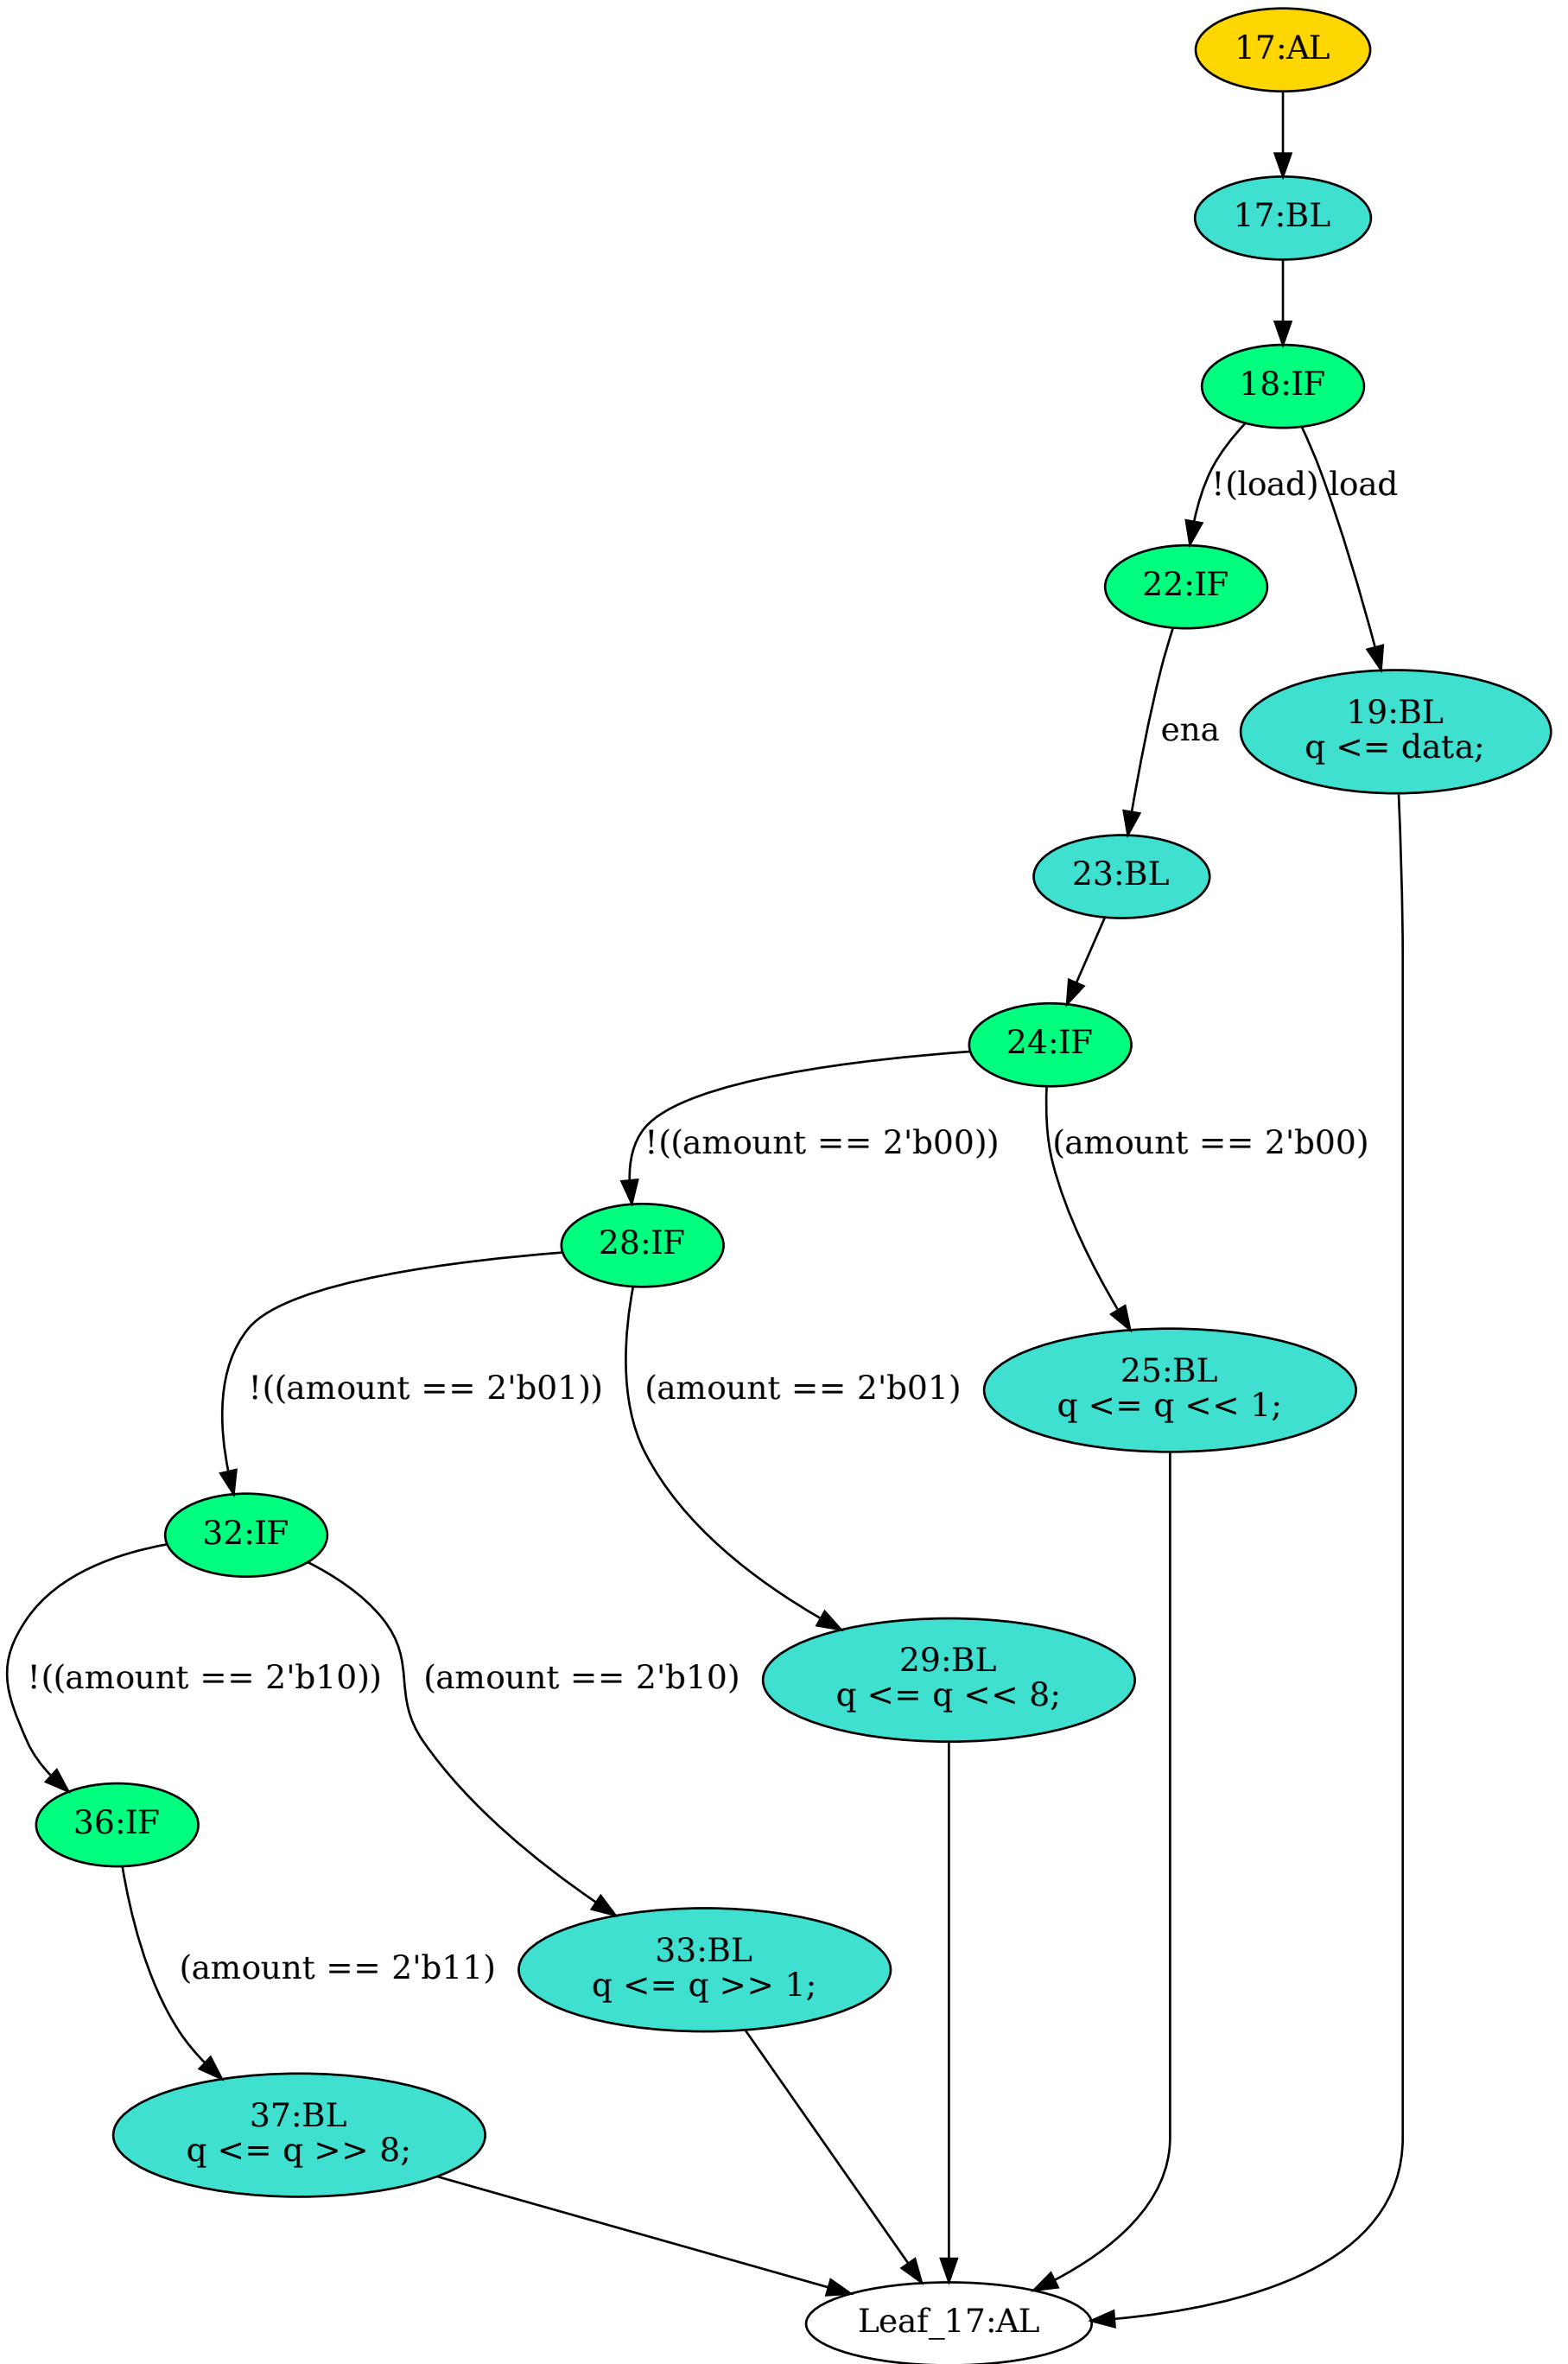 17:AL
17:BL
18:IF
!(load)
load
22:IF
19:BL
q <= data;
ena
23:BL
24:IF
!((amount == 2'b00))
(amount == 2'b00)
28:IF
25:BL
q <= q << 1;
!((amount == 2'b01))
(amount == 2'b01)
32:IF
29:BL
q <= q << 8;
!((amount == 2'b10))
(amount == 2'b10)
36:IF
33:BL
q <= q >> 1;
(amount == 2'b11)
37:BL
q <= q >> 8;
Leaf_17:AL